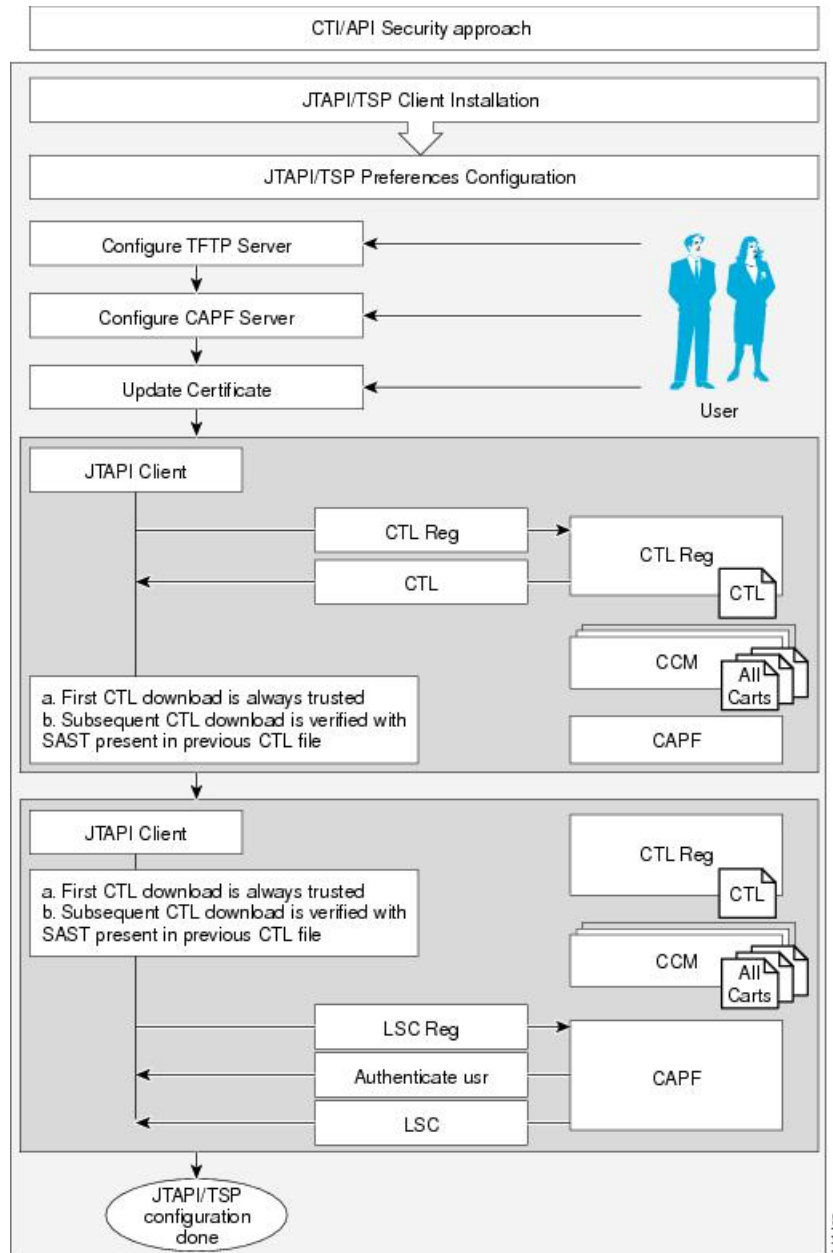 CTI/API Security approach
JTAPI/TSP Client Installation
JTAPI/TSP Preferences Configuration
Configure TFTP Server
Configure CAPF Server
Update Certificate
User
JTAPI Client
CTL Reg
CTL Reg
CTL
CTL
CCM
All
Carts
a. First CTL download is always trusted
b. Subsequent CTL download is verified with
SAST present in previous CTL file
CAPF
JTAPI Client
CTL Reg
CTL
a. First CTL download is always trusted
b. Subsequent CTL download is verified with
SAST present in previous CTL file
CCM
All
Carts
LSC Reg
Authenticate usr
CAPF
LSC
JTAPI/TSP
configuration
done